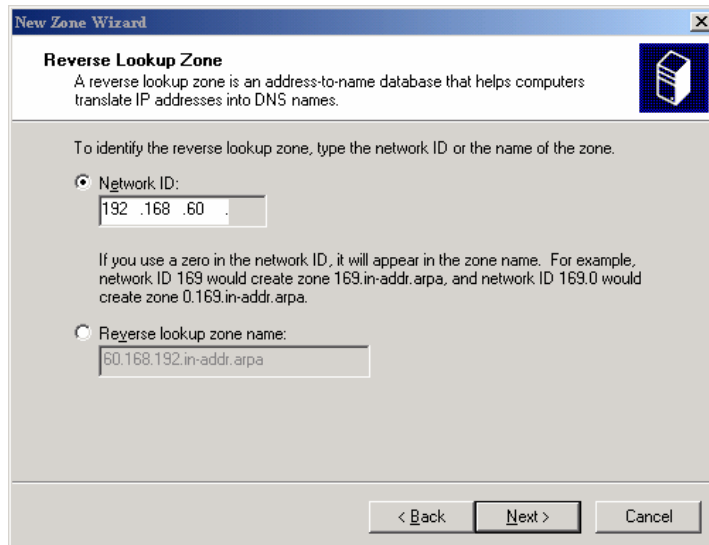 New Zone Wizard
Reverse Lookup Zone
A reverse lookup zone is an address-to-name database that helps computers
translate IP addresses into DNS names.
To identify the reverse lookup zone, type the network ID or the name of the zone.
Network ID:
192 .168 .60 .
If you use a zero in the network ID, it will appear in the zone name. For example,
network ID 169 would create zone 169.in-addr.arpa, and network ID 169.0 would
create zone 0.169.in-addr.arpa.
Reverse lookup zone name:
60.168.192.in-addr.arpa
< Back
Next >
Cancel